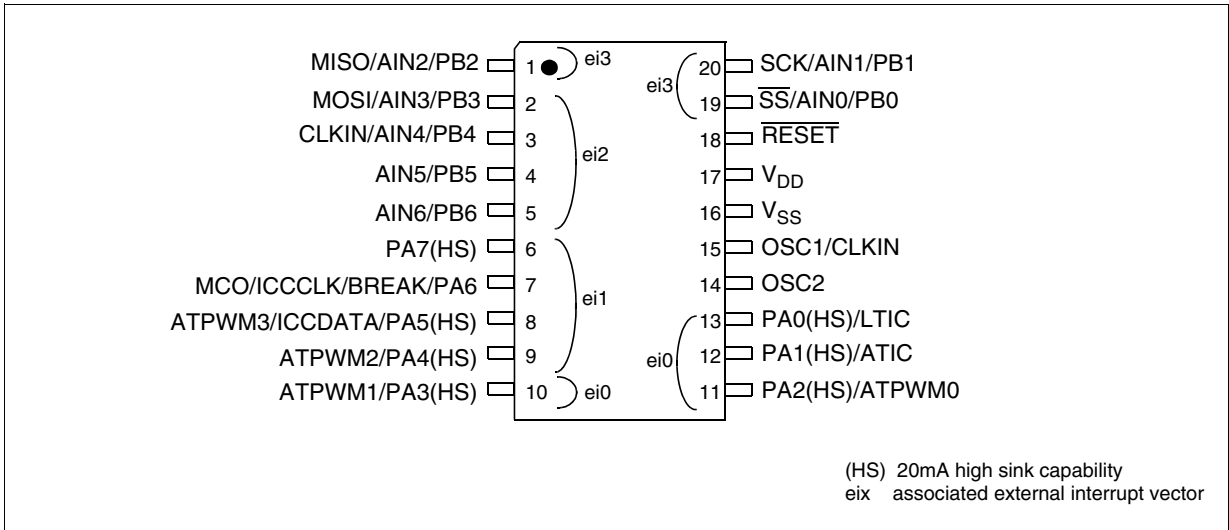 MISO/AIN2/PB2 1 ei3
MOSI/AIN3/PB3 2
CLKIN/AIN4/PB4 3
ei2
AIN5/PB5 4
AIN6/PB6 5
PA7(HS) 6
MCO/ICCCLK/BREAK/PA6 7
ei1
ATPWM3/ICCDATA/PA5(HS) 8
ATPWM2/PA4(HS) 9
ATPWM1/PA3(HS) 10 ei0
20 SCK/AIN1/PB1
ei3
19 SS/AIN0/PB0
18 RESET
17 VDD
16 VSS
15 OSC1/CLKIN
14 OSC2
13 PA0(HS)/LTIC
ei0
12 PA1(HS)/ATIC
11 PA2(HS)/ATPWM0
(HS) 20mA high sink capability
eix associated external interrupt vector